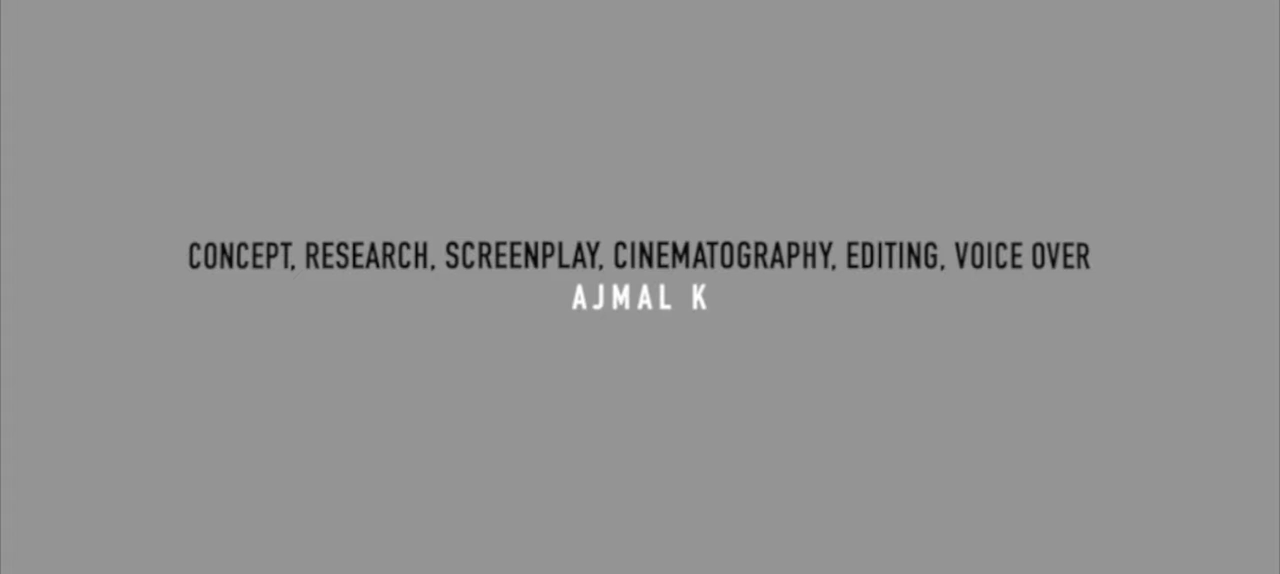 CONCEPT, RESEARCH, SCREENPLAY, CINEMATOGRAPHY, EDITING, VOICE OVER
AJMAL K